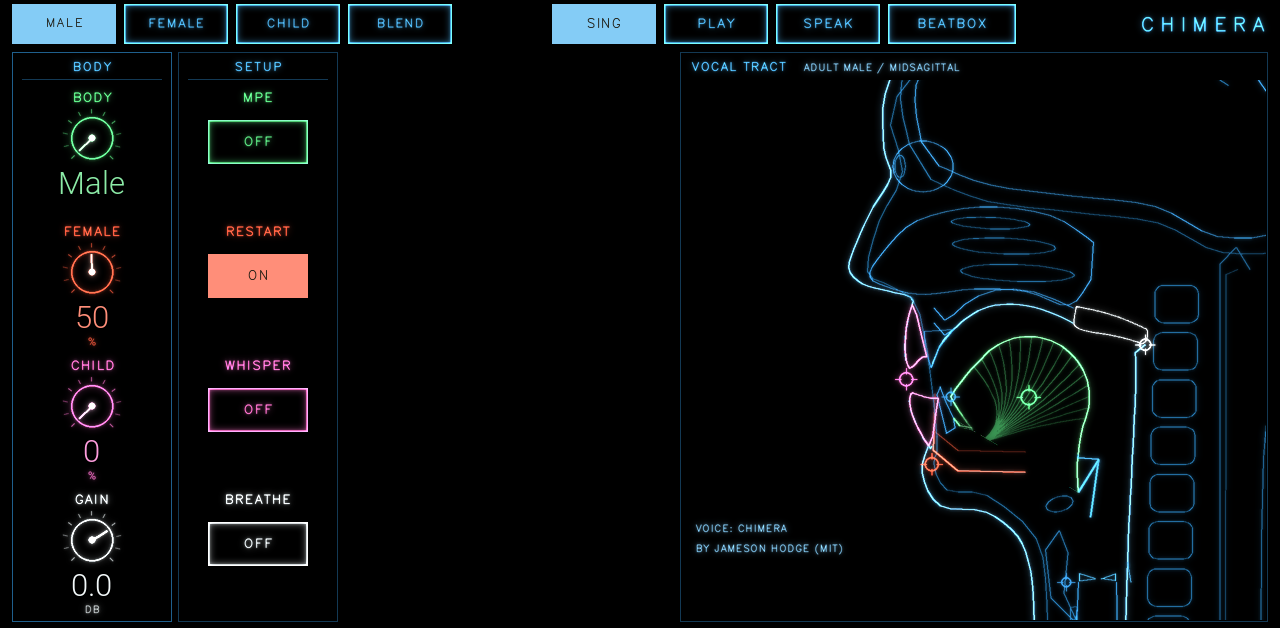 MALE
FEMALE
CHILD
BLEND
SING
PLAY
SPEAK
BEATBOX
CHIMERA
BODY
BODY
Male
FEMALE
50
%
CHILD
0
%
GAIN
0.0
DB
SETUP
MPE
OFF
RESTART
ON
WHISPER
OFF
BREATHE
OFF
VOCAL TRACT ADULT MALE / MIDSAGITTAL
VOICE: CHIMERA
BY JAMESON HODGE (MIT)